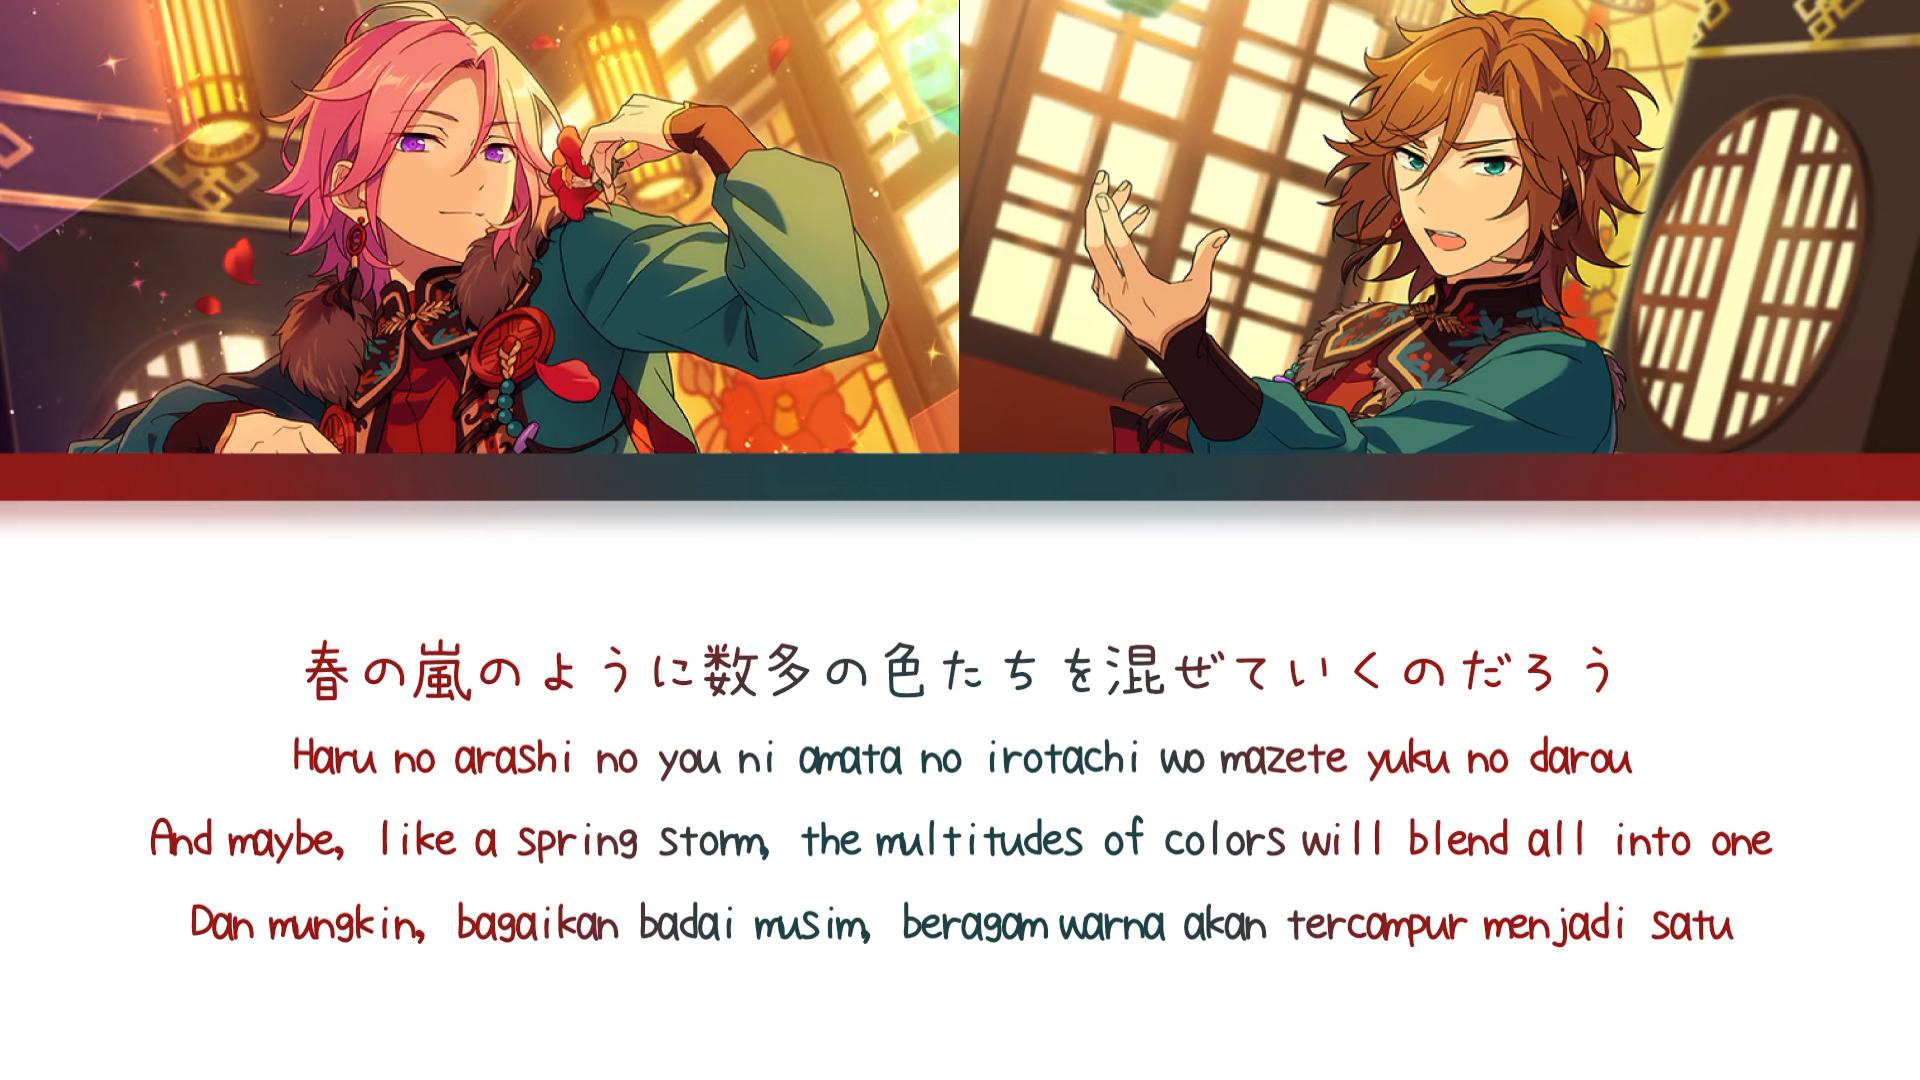 春の嵐のように数多の色たちを混ぜていくのだろう
Haru no arashi no you ni amata no irotachi wo mazete yuku no darou
And maybe, like a spring storm, the multitudes of colors will blend all into one
Dan mungkin, bagaikan badai musim, beragam warna akan tercampur menjadi satu